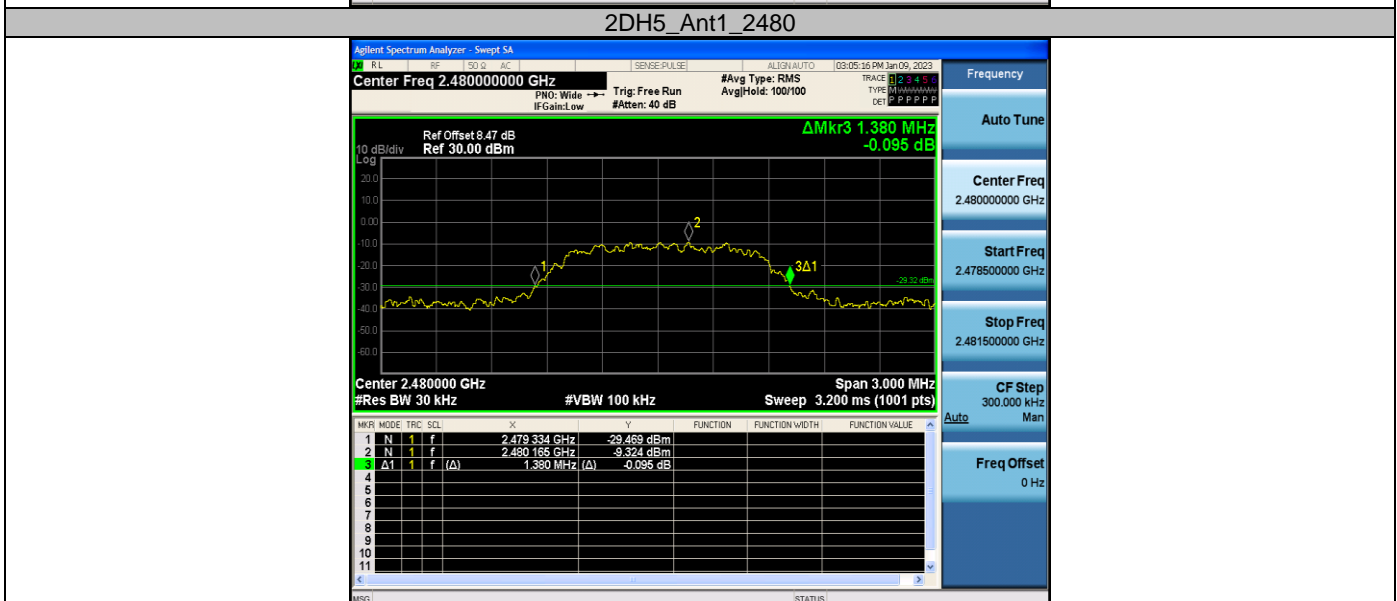 2DH5_Ant1_2480
Agilent Spectrum Analyzer - Swept SA
RL RF 50 Ω AC SENSE:PULSE ALIGN AUTO 03:05:16 PM Jan 09, 2023
Center Freq 2.480000000 GHz
PNO: Wide
IFGain:Low
Trig: Free Run
#Atten: 40 dB
#Avg Type: RMS
Avg|Hold: 100/100
TRACE 1 2 3 4 5 6
TYPE M
DET P P P P P P
Ref Offset 8.47 dB
Ref 30.00 dBm
10 dB/div
Log
ΔMkr3 1.380 MHz
-0.095 dB
20.0
10.0
0.00
-10.0
-20.0
-30.0
-40.0
-50.0
-60.0
1
2
3Δ1
-29.32 dBm
Center 2.480000 GHz
#Res BW 30 kHz
#VBW 100 kHz
Span 3.000 MHz
Sweep 3.200 ms (1001 pts)
MKR MODE TRC SCL X Y FUNCTION FUNCTION WIDTH FUNCTION VALUE
1 N 1 f 2.479 334 GHz -29.469 dBm
2 N 1 f 2.480 165 GHz -9.324 dBm
3 Δ1 1 f (Δ) 1.380 MHz (Δ) -0.095 dB
4
5
6
7
8
9
10
11
MSG STATUS
Frequency
Auto Tune
Center Freq
2.480000000 GHz
Start Freq
2.478500000 GHz
Stop Freq
2.481500000 GHz
CF Step
300.000 kHz
Auto Man
Freq Offset
0 Hz